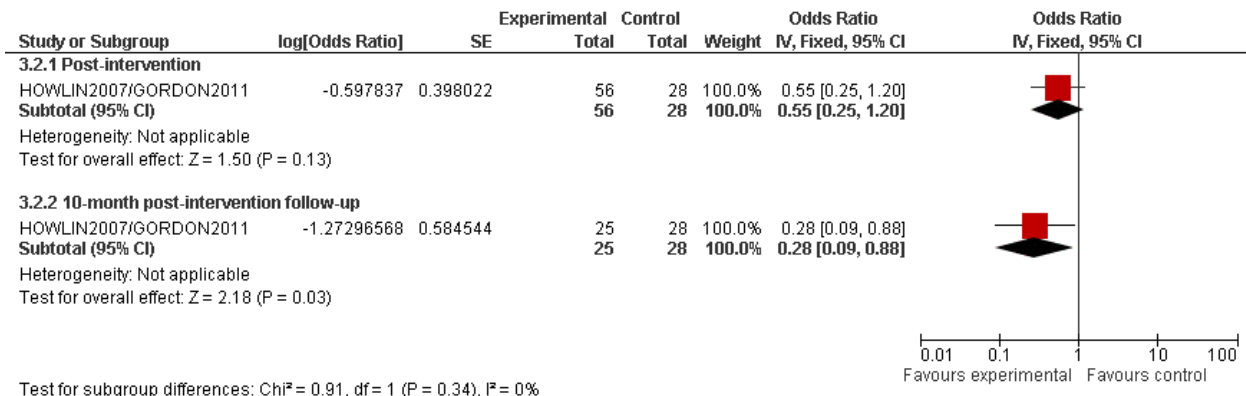 Experimental Control Odds Ratio Odds Ratio
Study or Subgroup log[Odds Ratio] SE Total Total Weight IV, Fixed, 95% CI IV, Fixed, 95% CI
3.2.1 Post-intervention
HOWLIN2007/GORDON2011 -0.597837 0.398022 56 28 100.0% 0.55 [0.25, 1.20]
Subtotal (95% CI) 56 28 100.0% 0.55 [0.25, 1.20]
Heterogeneity: Not applicable
Test for overall effect: Z = 1.50 (P = 0.13)
3.2.2 10-month post-intervention follow-up
HOWLIN2007/GORDON2011 -1.27296568 0.584544 25 28 100.0% 0.28 [0.09, 0.88]
Subtotal (95% CI) 25 28 100.0% 0.28 [0.09, 0.88]
Heterogeneity: Not applicable
Test for overall effect: Z = 2.18 (P = 0.03)
0.01 0.1 1 10 100
Favours experimental Favours control
Test for subgroup differences: Chi² = 0.91, df = 1 (P = 0.34), I² = 0%